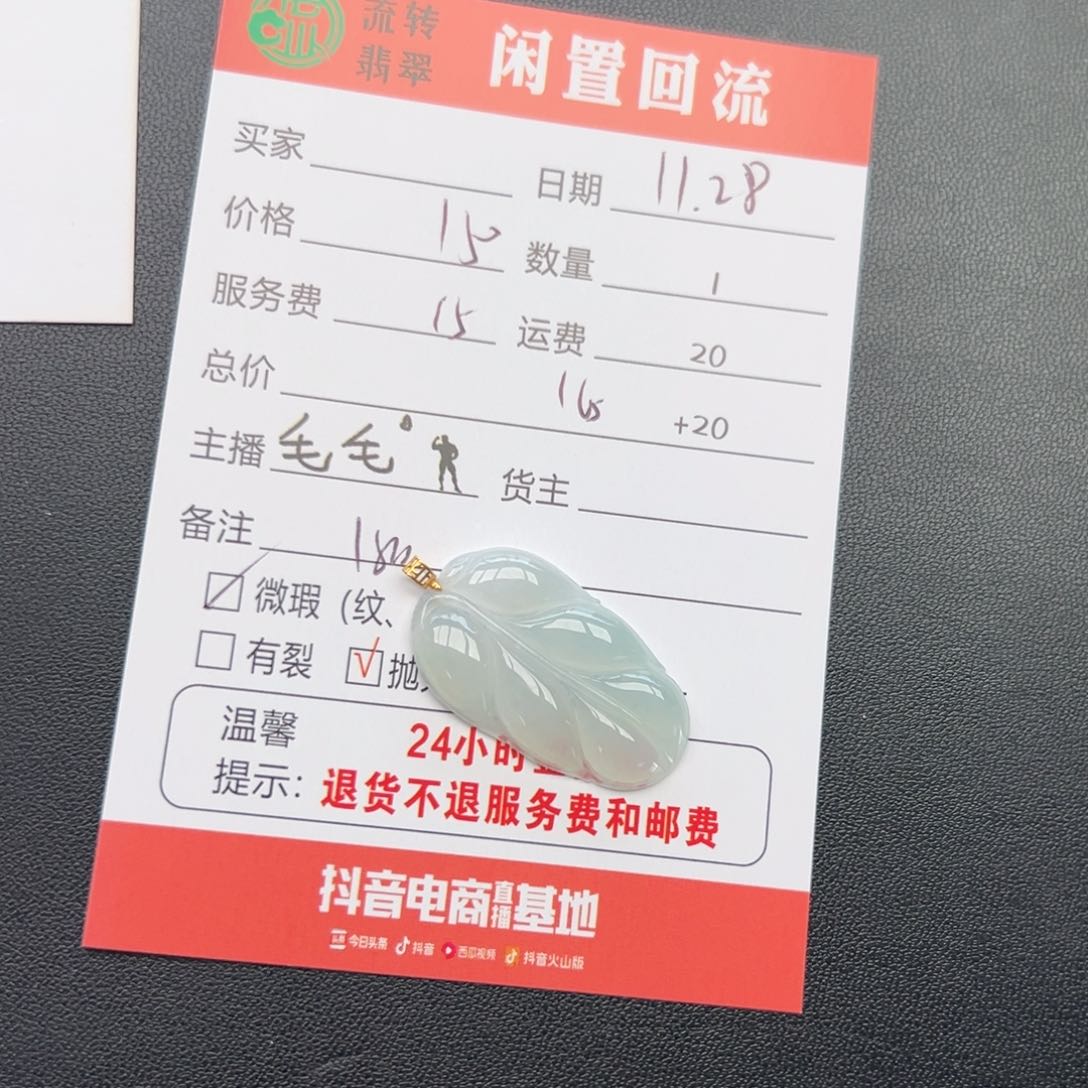 流转
翡翠
闲置回流
买家 日期 11.28
价格 数量 1
服务费 15 运费 20
总价 +20
主播 毛毛 货主
备注
微瑕 (纹、
有裂 √ 抛
温馨 24小时
提示: 退货不退服务费和邮费
抖音电商直播基地
头条 今日头条 抖音 西瓜视频 抖音火山版